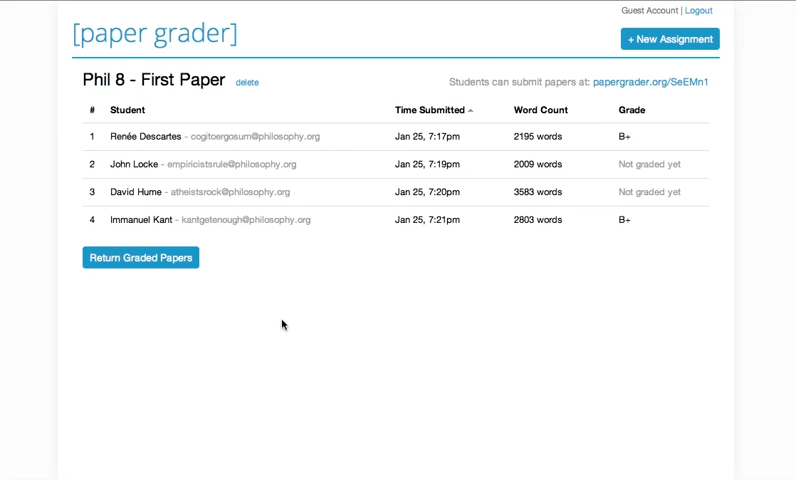 Guest Account | Logout
[paper grader]
+ New Assignment
Phil 8 - First Paper delete
Students can submit papers at: papergrader.org/SeEMn1
# Student Time Submitted Word Count Grade
1 Renée Descartes - cogitoergosum@philosophy.org Jan 25, 7:17pm 2195 words B+
2 John Locke - empiricistsrule@philosophy.org Jan 25, 7:19pm 2009 words Not graded yet
3 David Hume - atheistsrock@philosophy.org Jan 25, 7:20pm 3583 words Not graded yet
4 Immanuel Kant - kantgetenough@philosophy.org Jan 25, 7:21pm 2803 words B+
Return Graded Papers